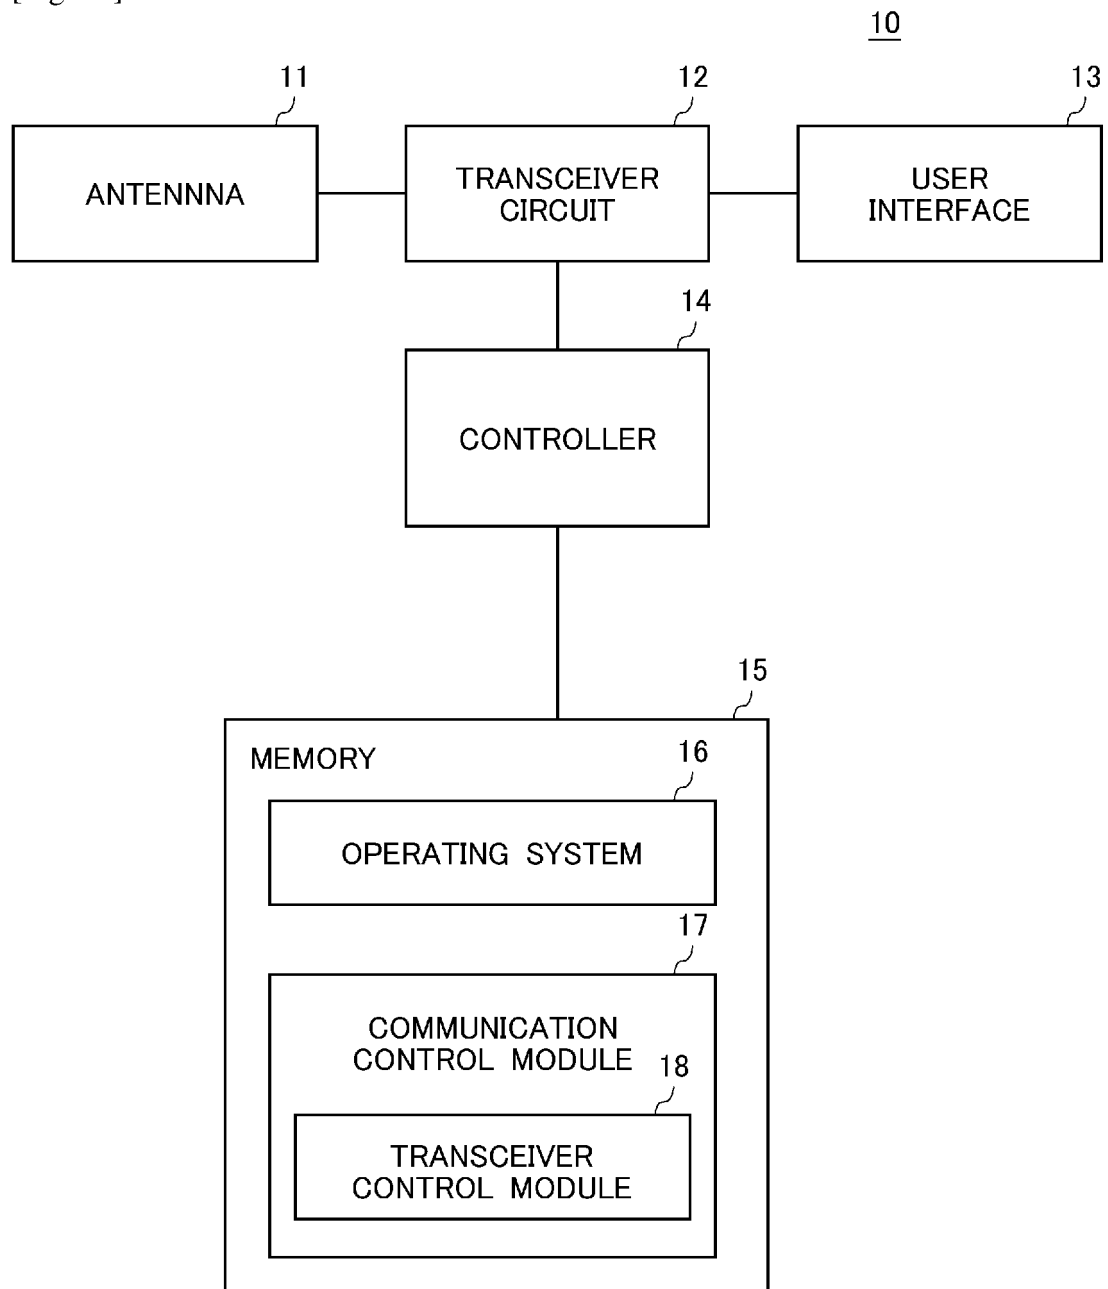 10
11
12
13
ANTENNNA
TRANSCEIVER
CIRCUIT
USER
INTERFACE
14
CONTROLLER
15
MEMORY
16
OPERATING SYSTEM
17
COMMUNICATION
CONTROL MODULE
18
TRANSCEIVER
CONTROL MODULE